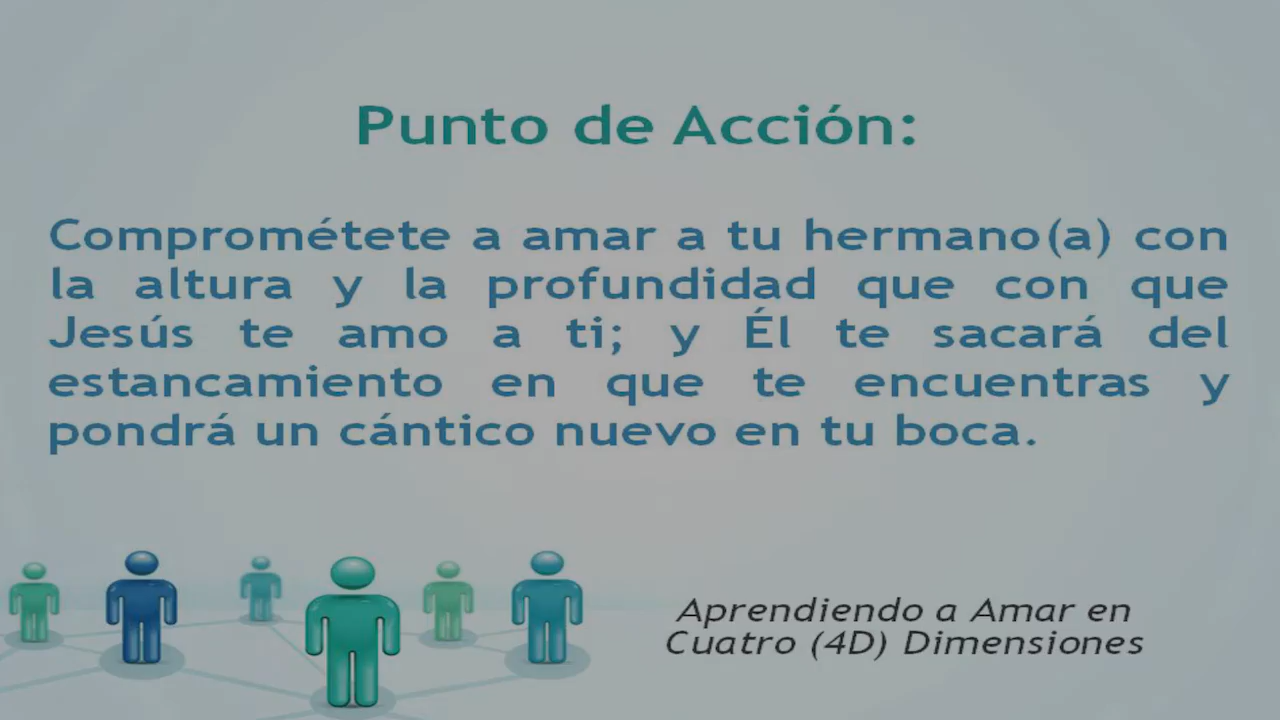 Punto de Acción:
Comprométete a amar a tu hermano(a) con
la altura y la profundidad que con que
Jesús te amo a ti; y Él te sacará del
estancamiento en que te encuentras y
pondrá un cántico nuevo en tu boca.
Aprendiendo a Amar en
Cuatro (4D) Dimensiones